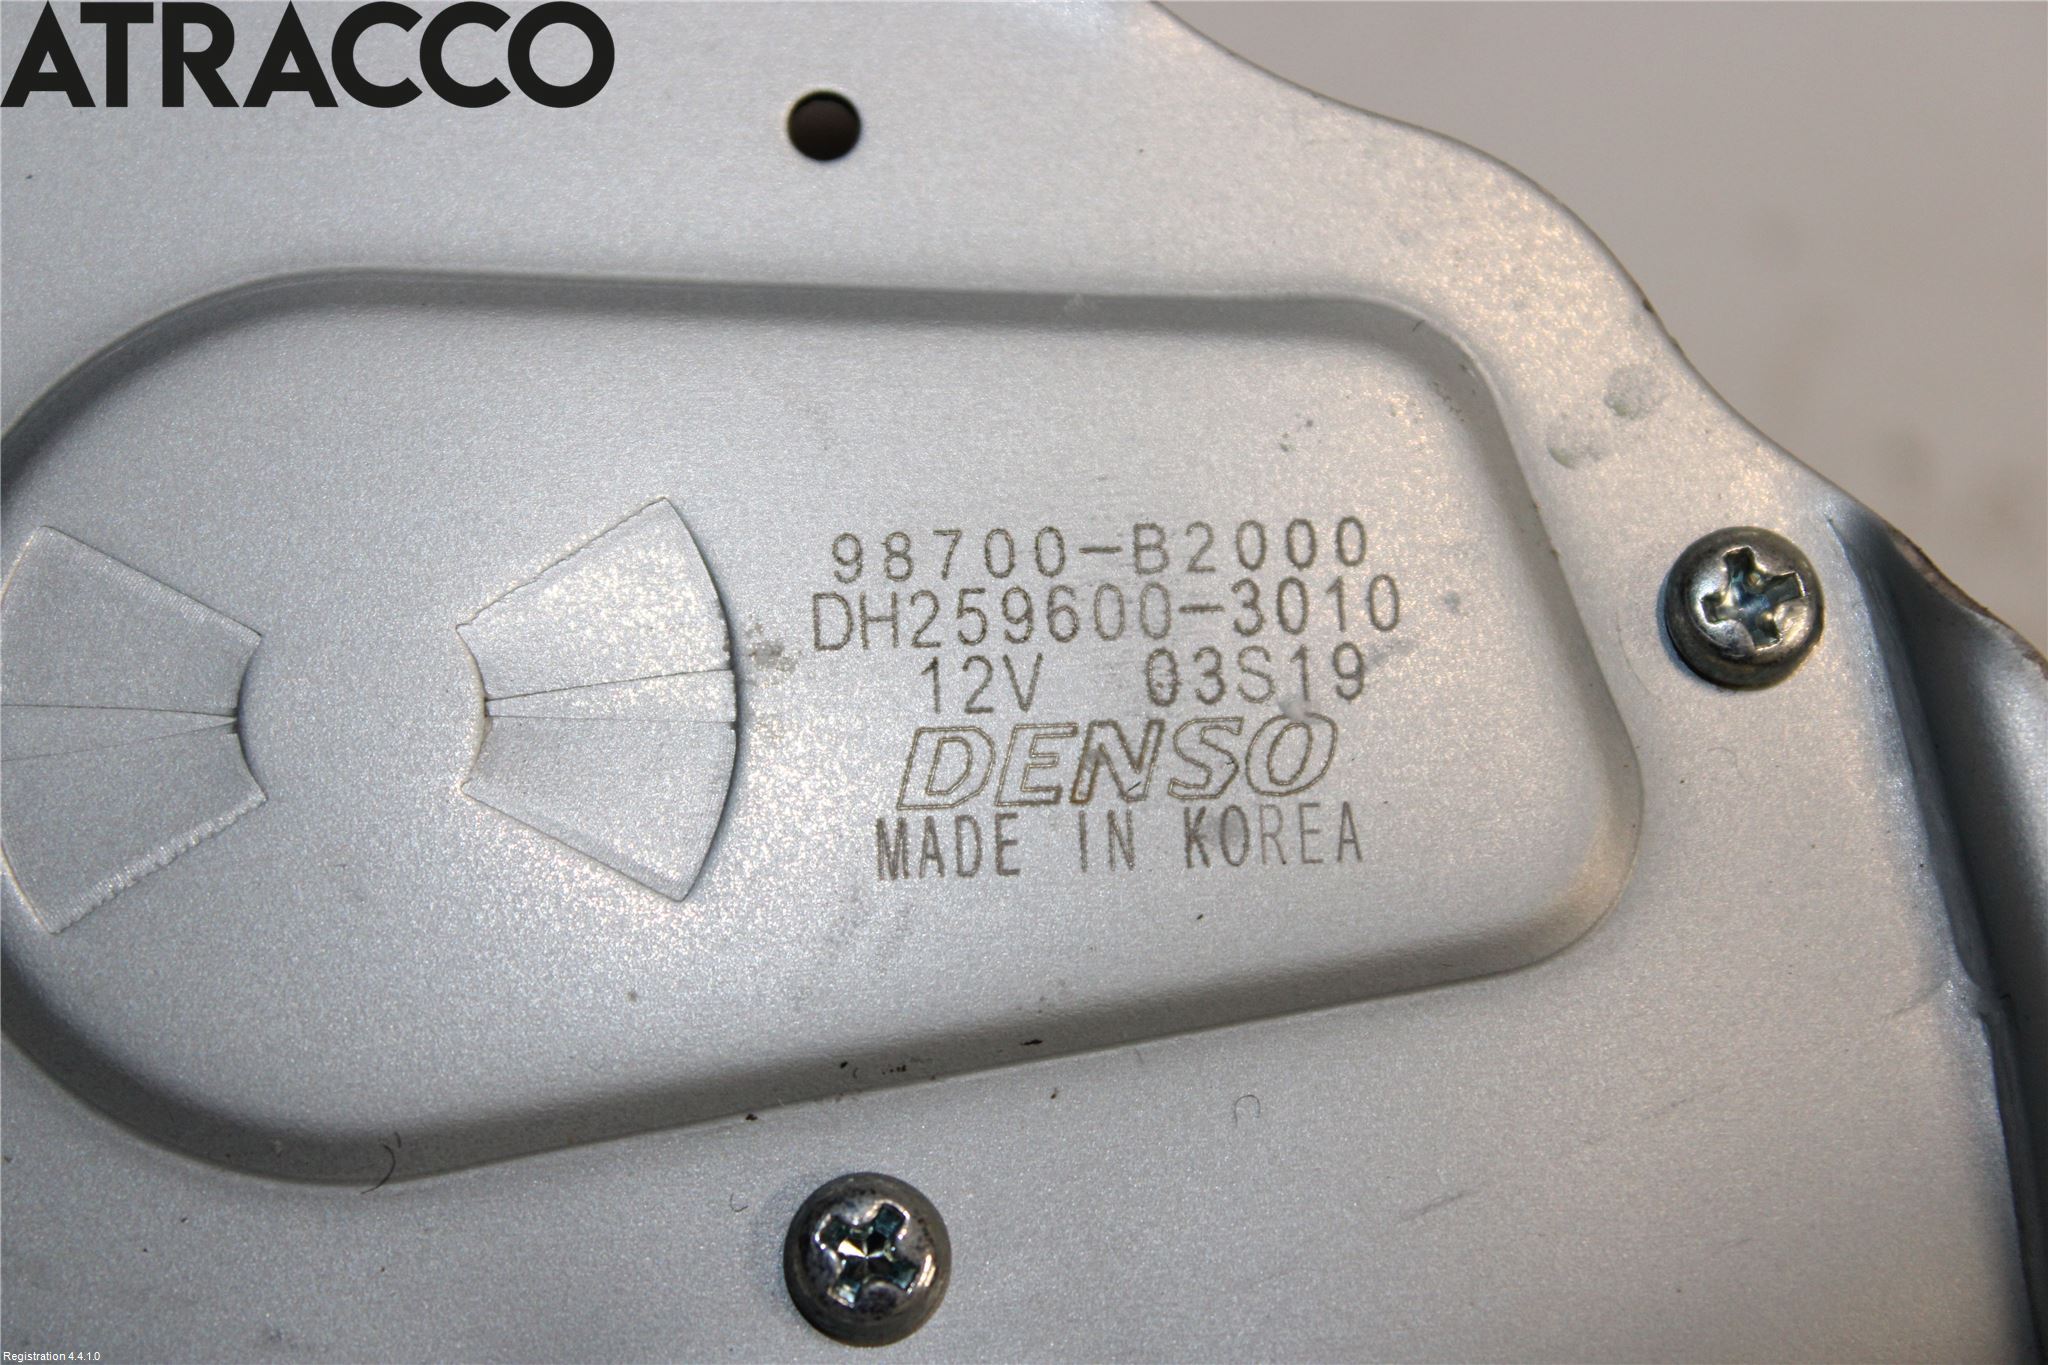 ATRACCO
98700-B2000
DH259600-3010
12V 03S19
DENSO
MADE IN KOREA
Registration 4.4.1.0